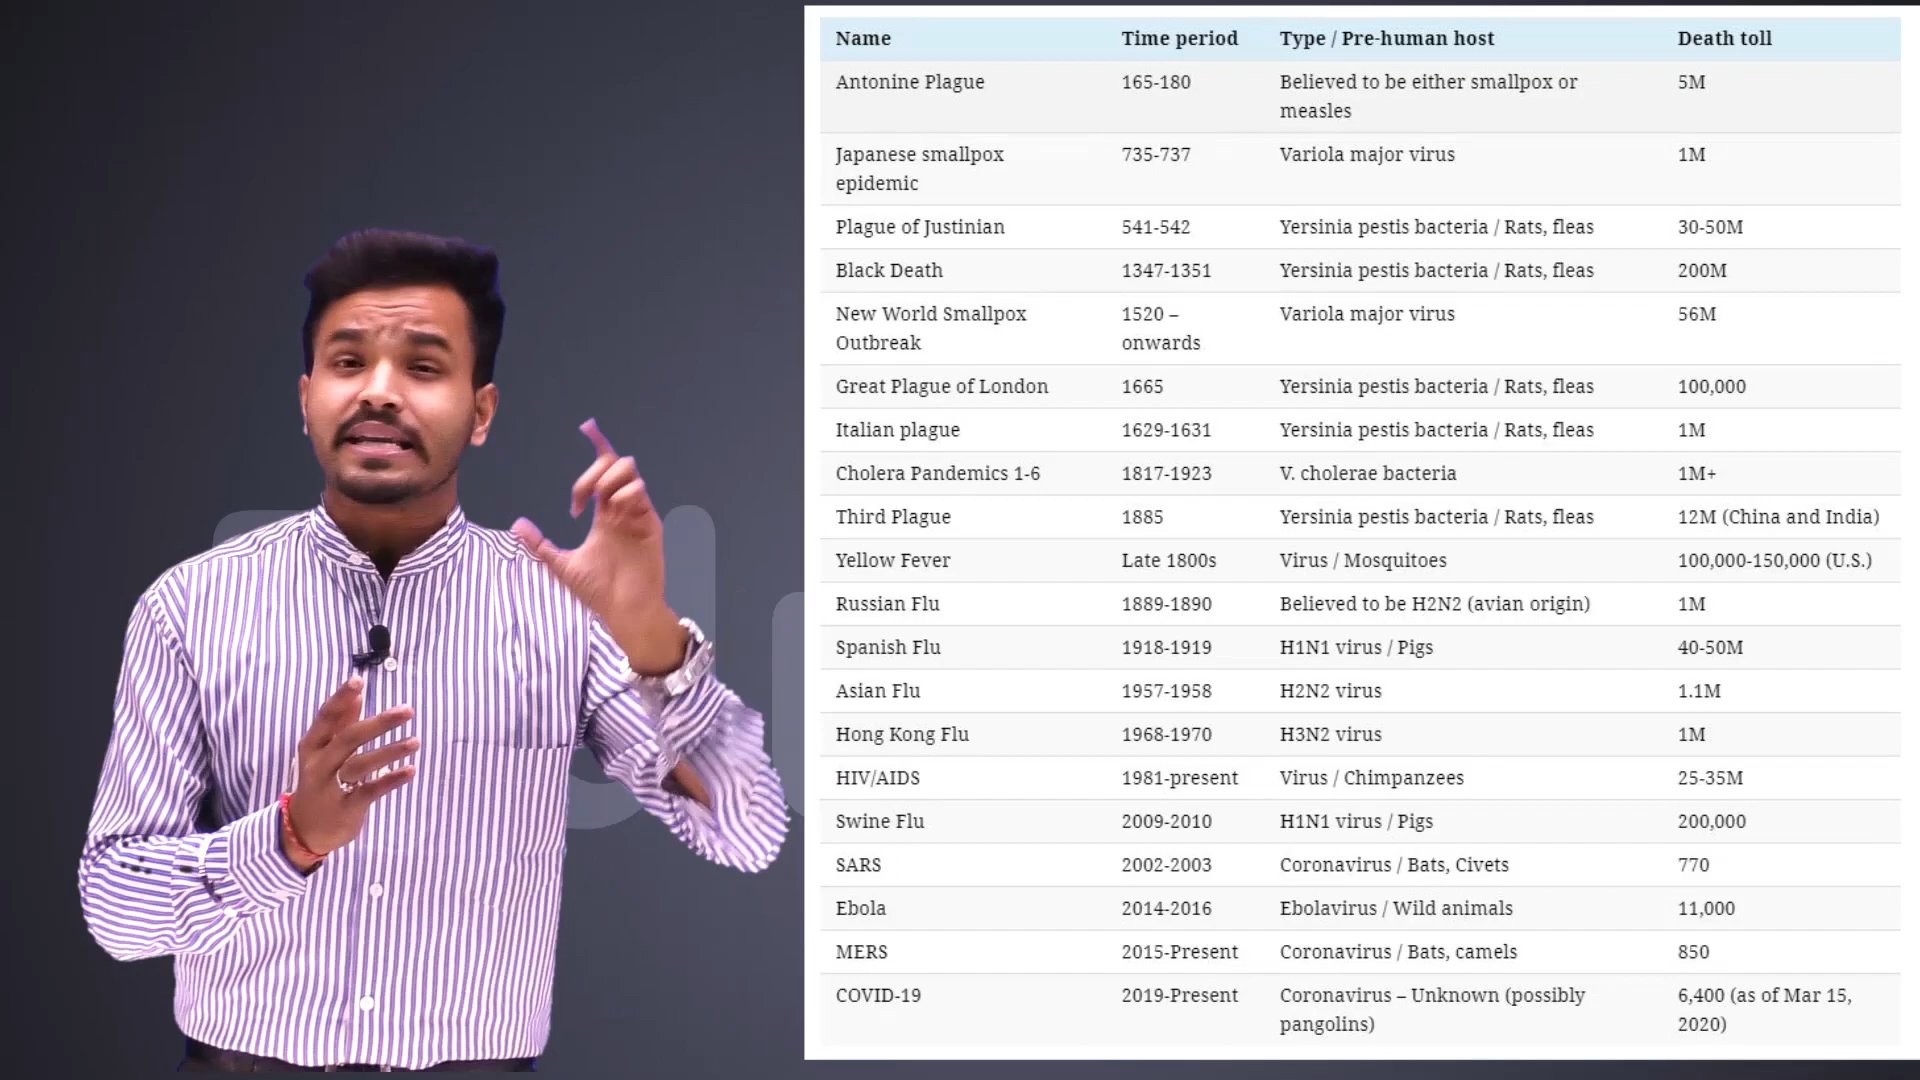 Name Time period Type / Pre-human host Death toll
Antonine Plague 165-180 Believed to be either smallpox or 5M
measles
Japanese smallpox 735-737 Variola major virus 1M
epidemic
Plague of Justinian 541-542 Yersinia pestis bacteria / Rats, fleas 30-50M
Black Death 1347-1351 Yersinia pestis bacteria / Rats, fleas 200M
New World Smallpox 1520 – Variola major virus 56M
Outbreak onwards
Great Plague of London 1665 Yersinia pestis bacteria / Rats, fleas 100,000
Italian plague 1629-1631 Yersinia pestis bacteria / Rats, fleas 1M
Cholera Pandemics 1-6 1817-1923 V. cholerae bacteria 1M+
Third Plague 1885 Yersinia pestis bacteria / Rats, fleas 12M (China and India)
Yellow Fever Late 1800s Virus / Mosquitoes 100,000-150,000 (U.S.)
Russian Flu 1889-1890 Believed to be H2N2 (avian origin) 1M
Spanish Flu 1918-1919 H1N1 virus / Pigs 40-50M
Asian Flu 1957-1958 H2N2 virus 1.1M
Hong Kong Flu 1968-1970 H3N2 virus 1M
HIV/AIDS 1981-present Virus / Chimpanzees 25-35M
Swine Flu 2009-2010 H1N1 virus / Pigs 200,000
SARS 2002-2003 Coronavirus / Bats, Civets 770
Ebola 2014-2016 Ebolavirus / Wild animals 11,000
MERS 2015-Present Coronavirus / Bats, camels 850
COVID-19 2019-Present Coronavirus – Unknown (possibly 6,400 (as of Mar 15,
pangolins) 2020)